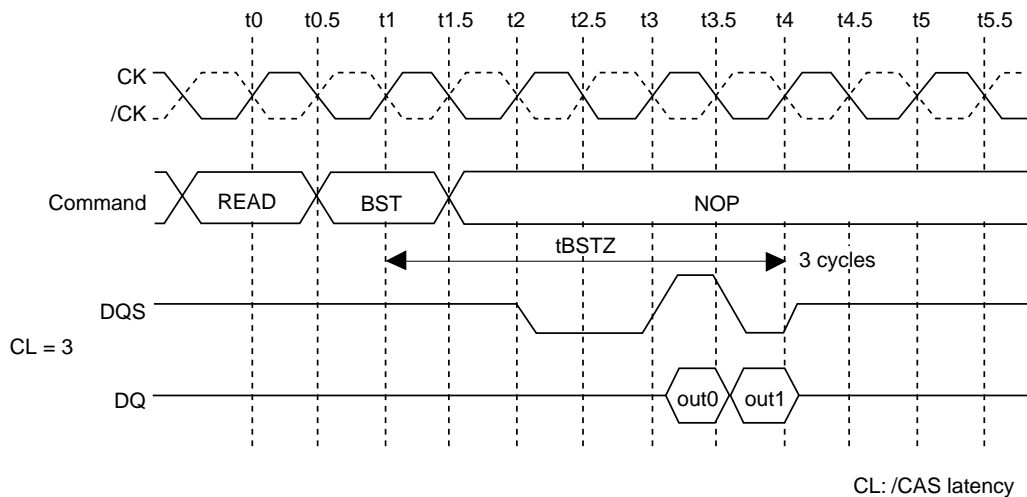 t0 t0.5 t1 t1.5 t2 t2.5 t3 t3.5 t4 t4.5 t5 t5.5
CK
/CK
Command READ BST NOP
tBSTZ 3 cycles
DQS
CL = 3
DQ out0 out1
CL: /CAS latency